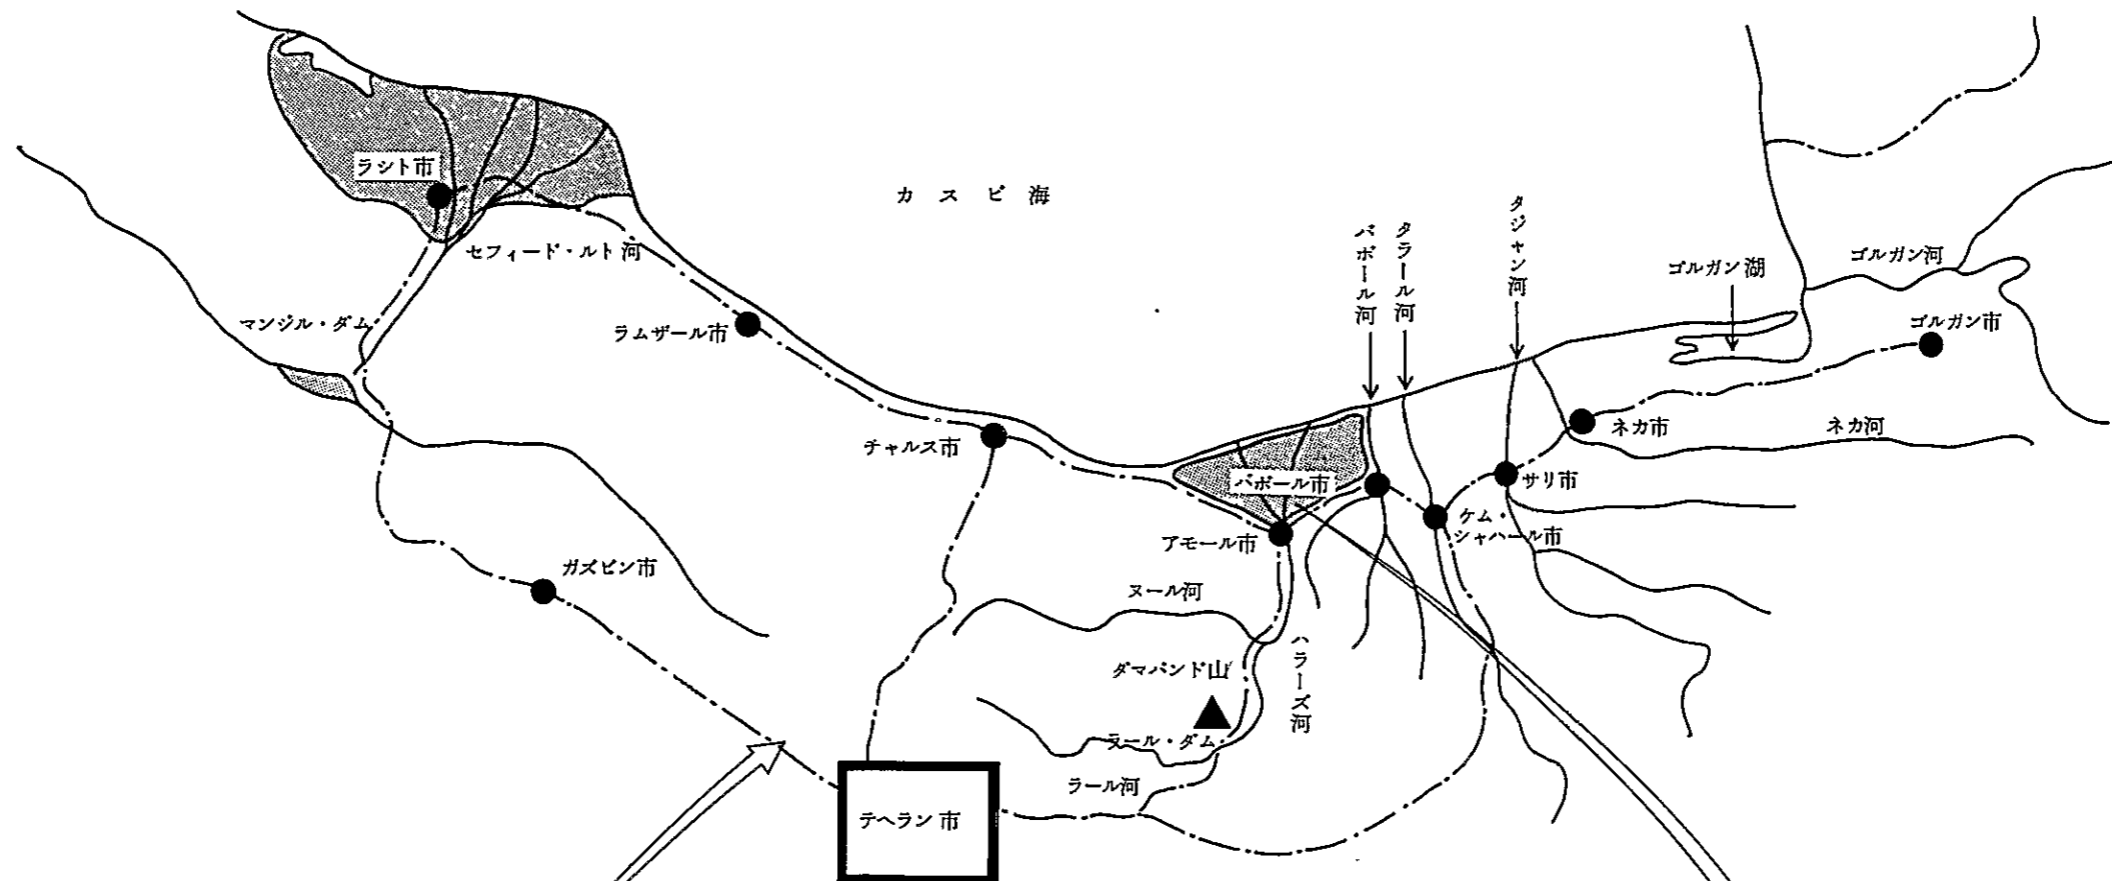 ラシト市
カスピ海
セフィード・ルト河
マンジル・ダム
ラムザール市
チャルス市
ガズビン市
テヘラン市
バボール河
タラール河
タジャン河
ゴルガン湖
ゴルガン河
ゴルガン市
ネカ市
ネカ河
サリ市
ケム・
シャハール市
バボール市
アモール市
ヌール河
ハラーズ河
ダマバンド山
ラール・ダム
ラール河